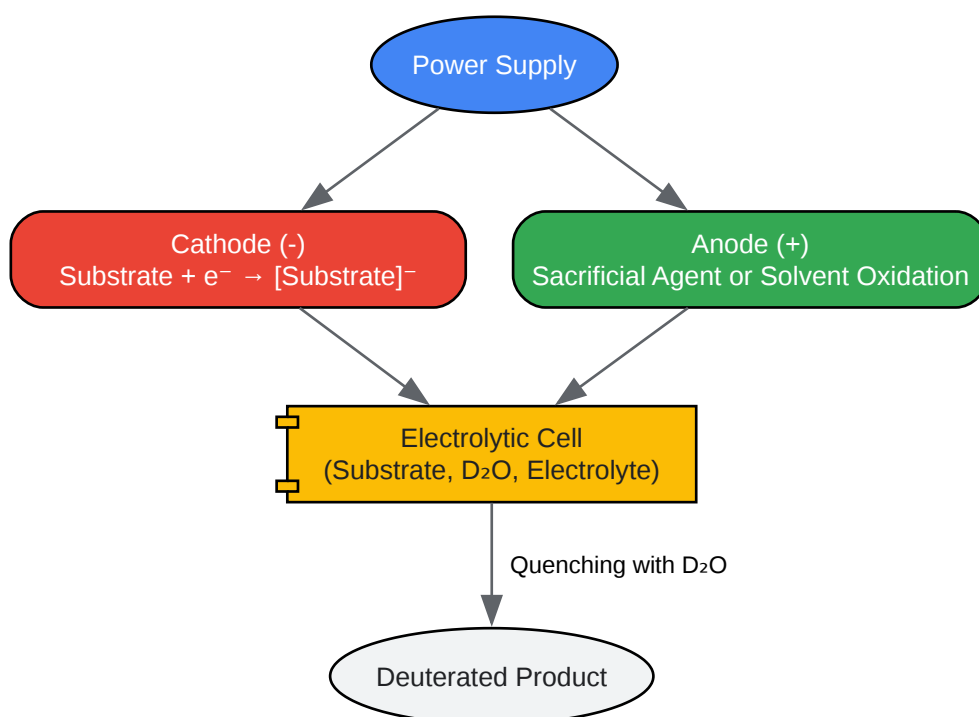 Power Supply
Cathode (-)
Substrate + e⁻ → [Substrate]⁻
Anode (+)
Sacrificial Agent or Solvent Oxidation
Electrolytic Cell
(Substrate, D₂O, Electrolyte)
Quenching with D₂O
Deuterated Product